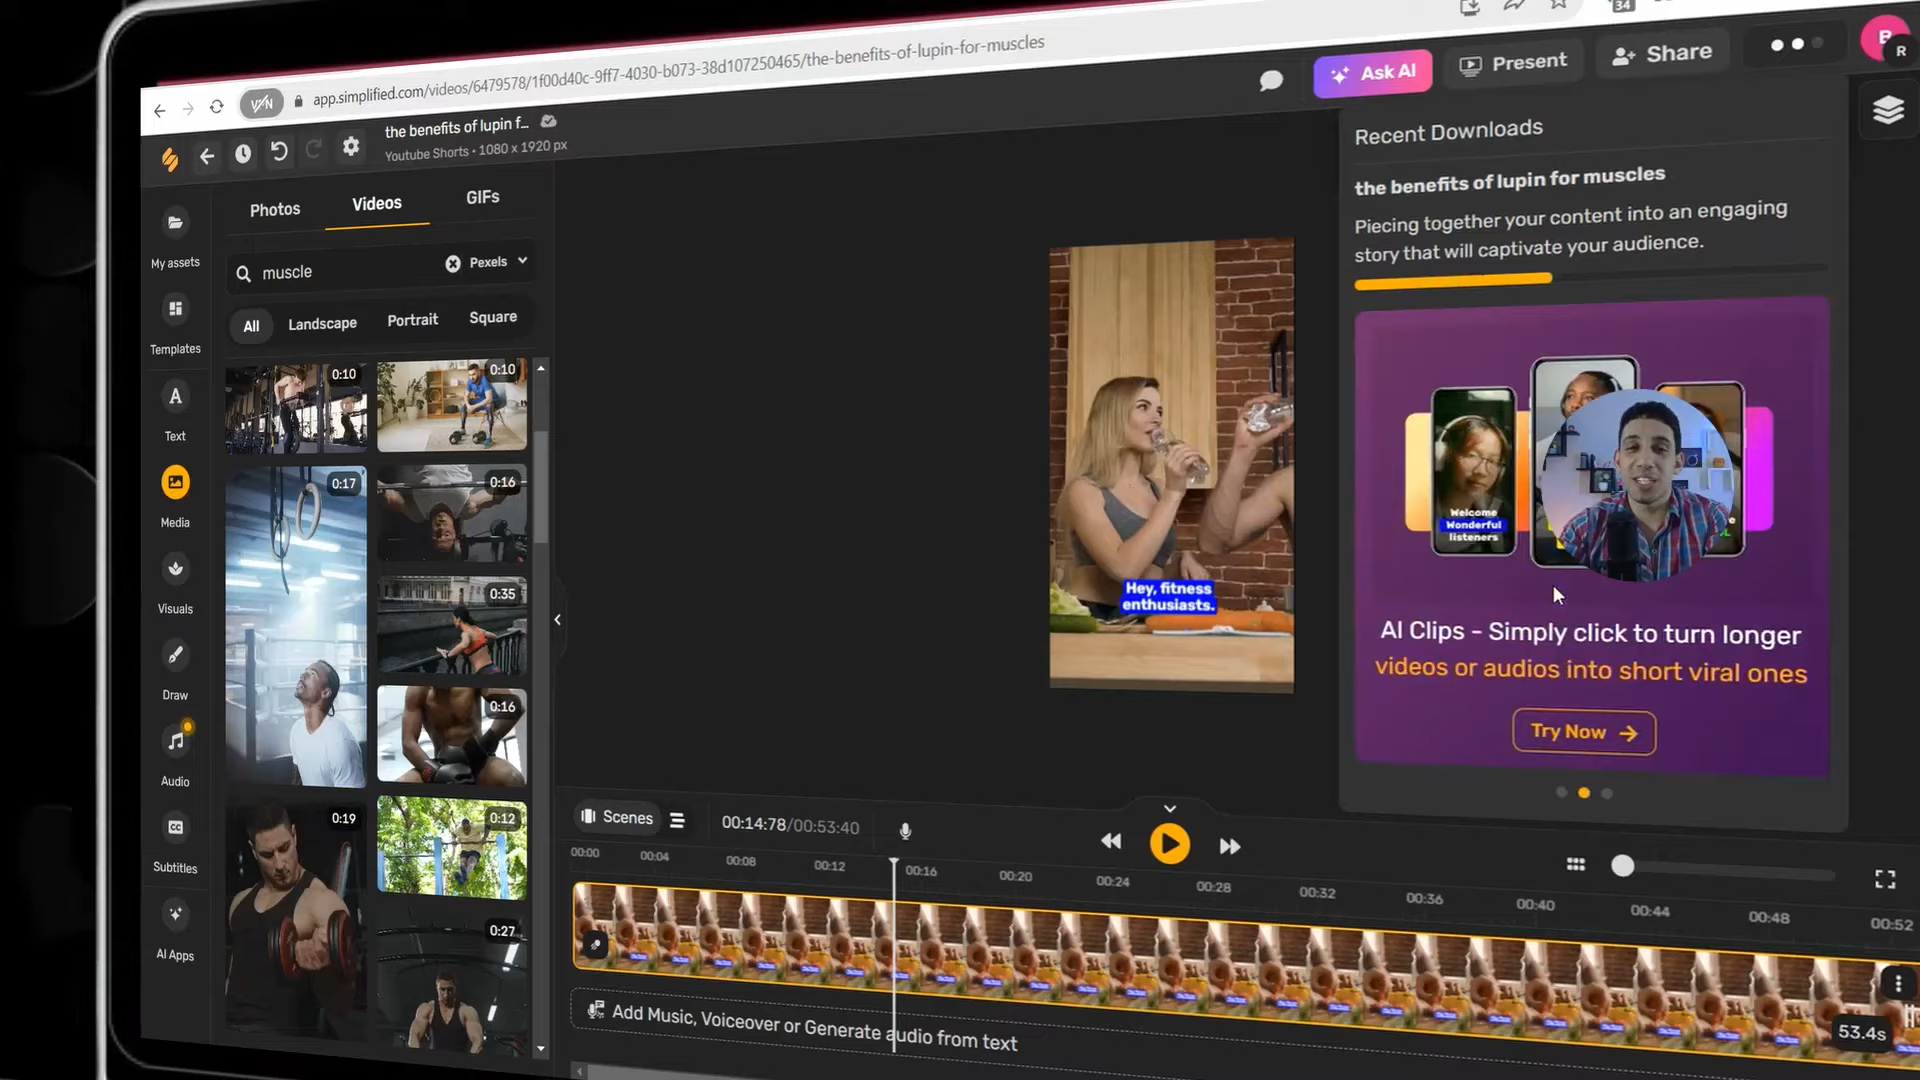 34
app.simplified.com/videos/6479578/1f00d40c-9ff7-4030-b073-38d107250465/the-benefits-of-lupin-for-muscles
VPN
the benefits of lupin f...
Youtube Shorts • 1080 x 1920 px
Ask AI
Present
Share
R
My assets
Templates
Text
Media
Visuals
Draw
Audio
CC
Subtitles
AI Apps
Photos
Videos
GIFs
muscle
Pexels
All
Landscape
Portrait
Square
0:10
0:10
0:17
0:16
0:35
0:16
0:19
0:12
0:27
Hey, fitness
enthusiasts.
Recent Downloads
the benefits of lupin for muscles
Piecing together your content into an engaging
story that will captivate your audience.
Welcome
Wonderful
listeners
AI Clips - Simply click to turn longer
videos or audios into short viral ones
Try Now →
Scenes
00:14:78/00:53:40
00:00
00:04
00:08
00:12
00:16
00:20
00:24
00:28
00:32
00:36
00:40
00:44
00:48
00:52
53.4s
Add Music, Voiceover or Generate audio from text